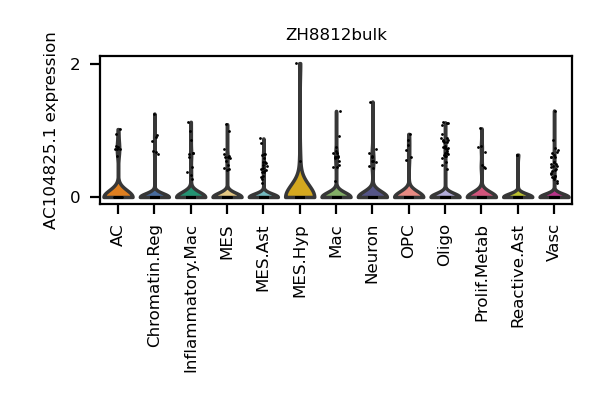 ZH8812bulk
AC104825.1 expression
2
0
AC
Chromatin.Reg
Inflammatory.Mac
MES
MES.Ast
MES.Hyp
Mac
Neuron
OPC
Oligo
Prolif.Metab
Reactive.Ast
Vasc